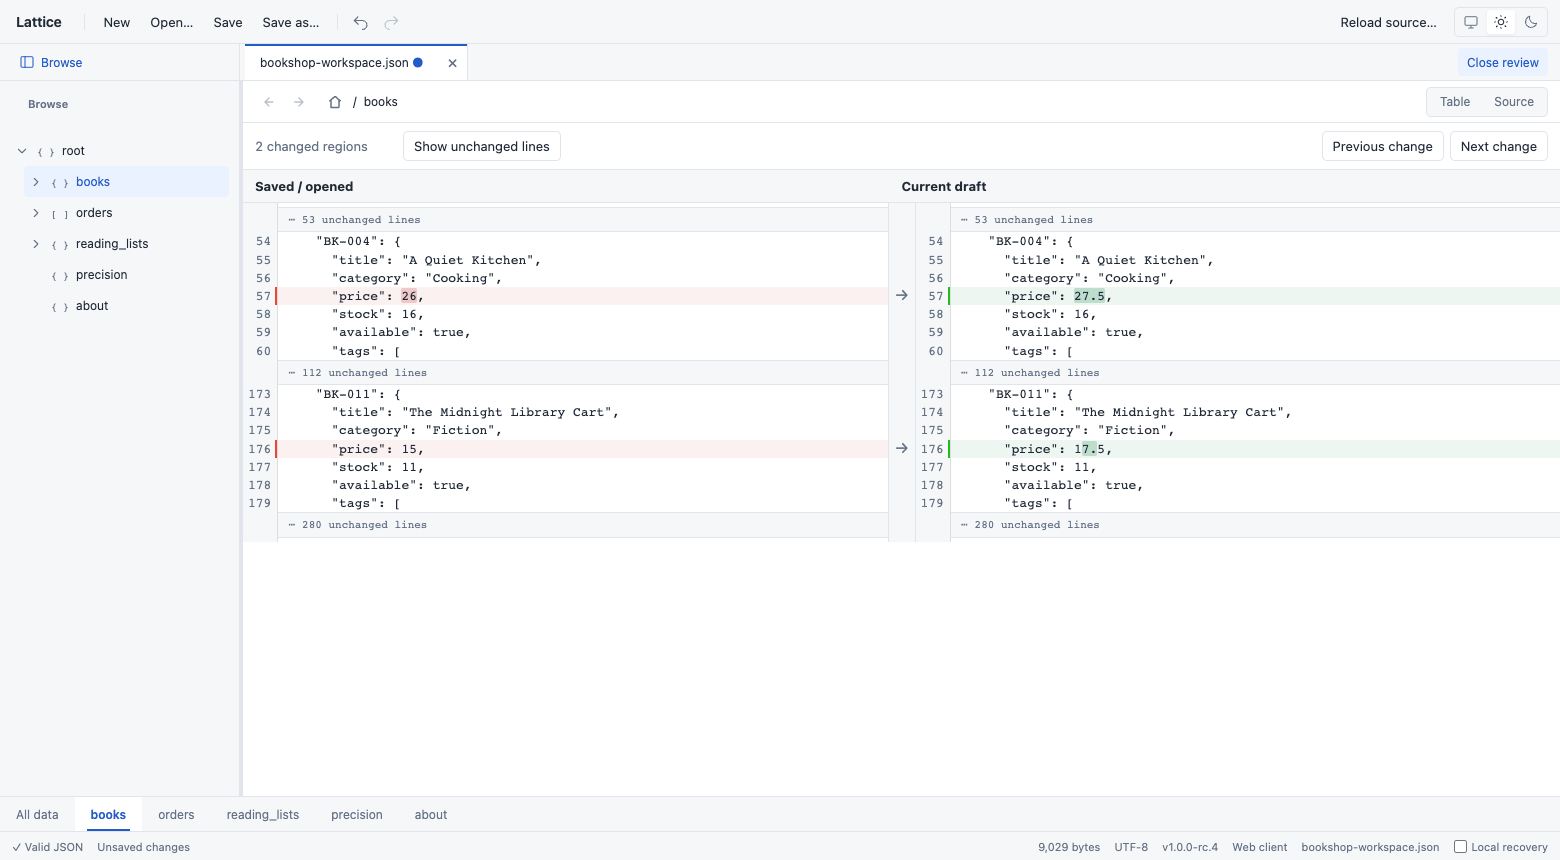 Lattice New Open... Save Save as... Reload source...
Browse bookshop-workspace.json Close review
Browse / books Table Source
2 changed regions Show unchanged lines Previous change Next change
root
books
orders
reading_lists
precision
about
Saved / opened
⋯ 53 unchanged lines
54 "BK-004": {
55 "title": "A Quiet Kitchen",
56 "category": "Cooking",
57 "price": 26,
58 "stock": 16,
59 "available": true,
60 "tags": [
⋯ 112 unchanged lines
173 "BK-011": {
174 "title": "The Midnight Library Cart",
175 "category": "Fiction",
176 "price": 15,
177 "stock": 11,
178 "available": true,
179 "tags": [
⋯ 280 unchanged lines
Current draft
⋯ 53 unchanged lines
54 "BK-004": {
55 "title": "A Quiet Kitchen",
56 "category": "Cooking",
57 "price": 27.5,
58 "stock": 16,
59 "available": true,
60 "tags": [
⋯ 112 unchanged lines
173 "BK-011": {
174 "title": "The Midnight Library Cart",
175 "category": "Fiction",
176 "price": 17.5,
177 "stock": 11,
178 "available": true,
179 "tags": [
⋯ 280 unchanged lines
All data books orders reading_lists precision about
✓ Valid JSON Unsaved changes 9,029 bytes UTF-8 v1.0.0-rc.4 Web client bookshop-workspace.json Local recovery